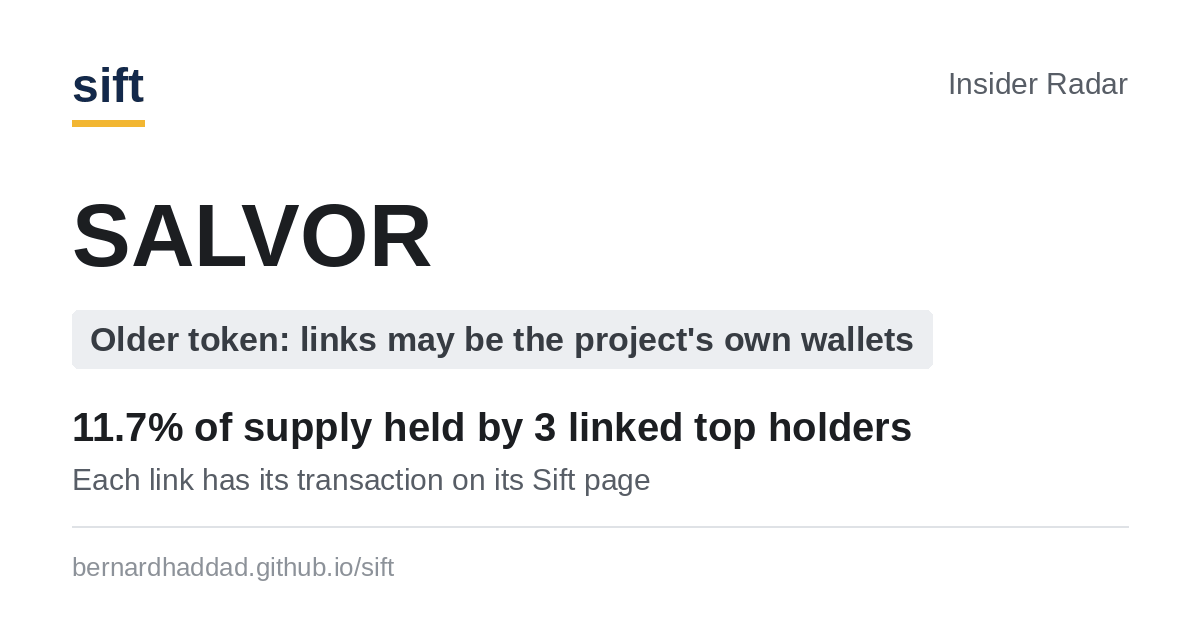 sift
Insider Radar
SALVOR
Older token: links may be the project's own wallets
11.7% of supply held by 3 linked top holders
Each link has its transaction on its Sift page
bernardhaddad.github.io/sift